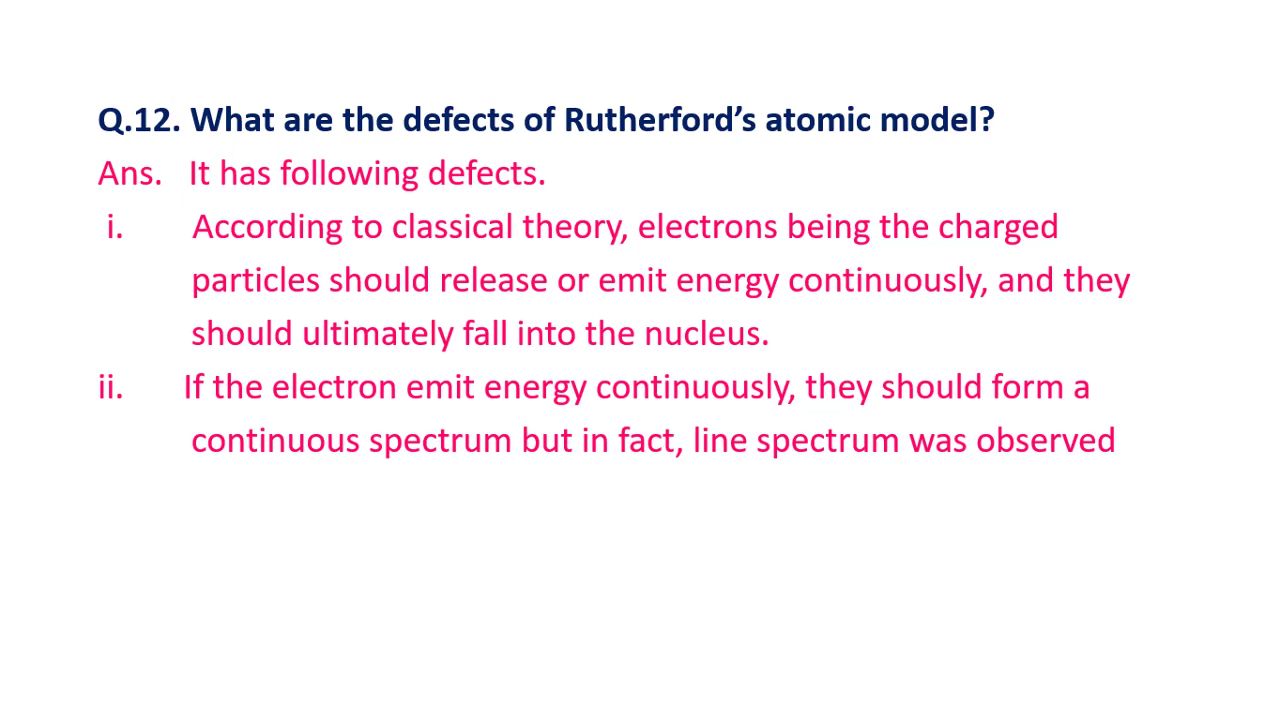 Q.12. What are the defects of Rutherford’s atomic model?
Ans. It has following defects.
i. According to classical theory, electrons being the charged
particles should release or emit energy continuously, and they
should ultimately fall into the nucleus.
ii. If the electron emit energy continuously, they should form a
continuous spectrum but in fact, line spectrum was observed